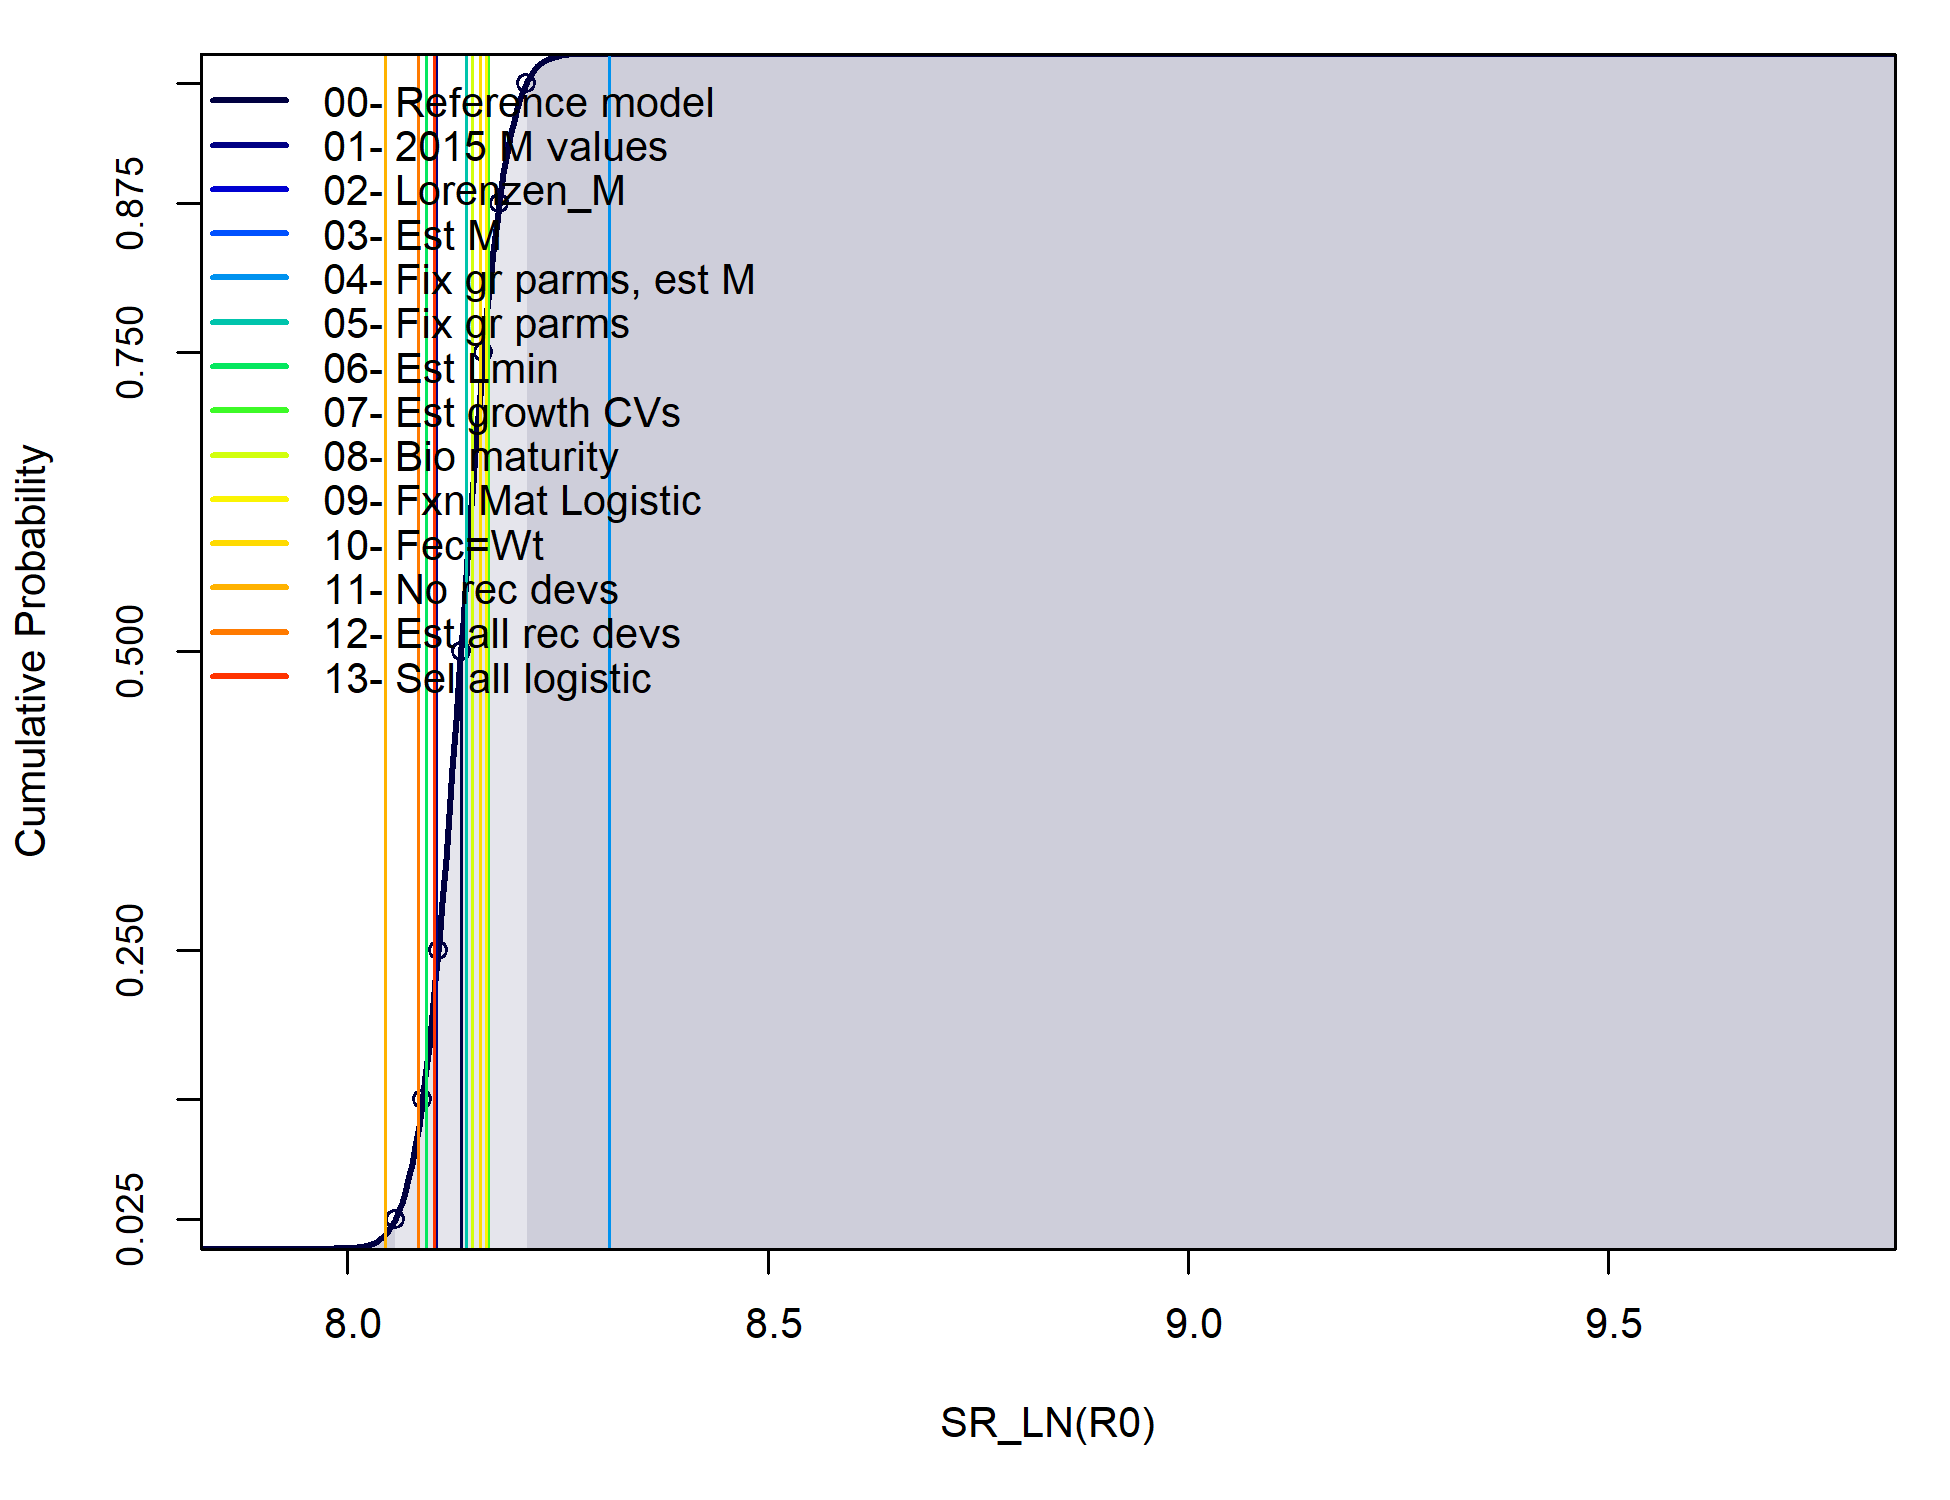 00- Reference model
01- 2015 M values
02- Lorenzen_M
03- Est M
04- Fix gr parms, est M
05- Fix gr parms
06- Est Lmin
07- Est growth CVs
08- Bio maturity
09- Fxn Mat Logistic
10- Fec=Wt
11- No rec devs
12- Est all rec devs
13- Sel all logistic
Cumulative Probability
0.875
0.750
0.500
0.250
0.025
8.0 8.5 9.0 9.5
SR_LN(R0)